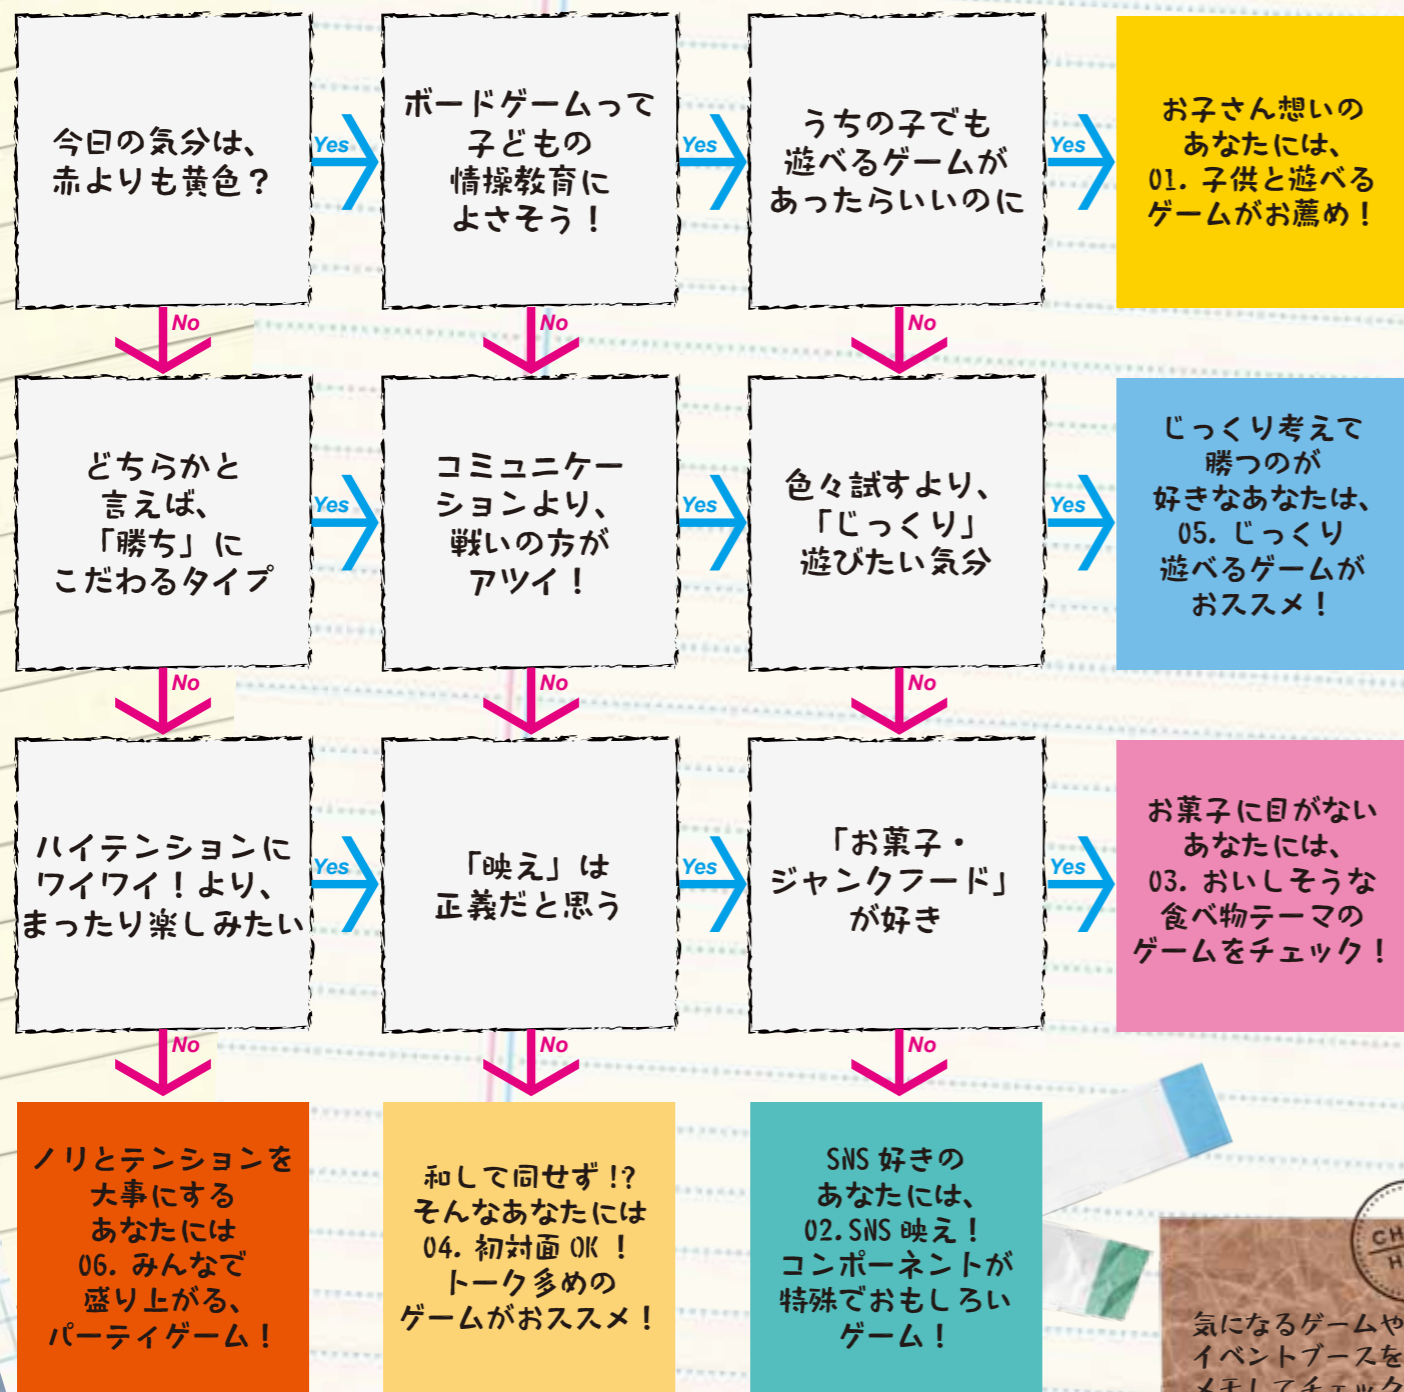 今日の気分は、
赤よりも黄色？
Yes
ボードゲームって
子どもの
情操教育に
よさそう！
Yes
うちの子でも
遊べるゲームが
あったらいいのに
Yes
お子さん想いの
あなたには、
01. 子供と遊べる
ゲームがお薦め！
No
No
No
どちらかと
言えば、
「勝ち」に
こだわるタイプ
Yes
コミュニケー
ションより、
戦いの方が
アツイ！
Yes
色々試すより、
「じっくり」
遊びたい気分
Yes
じっくり考えて
勝つのが
好きなあなたは、
05. じっくり
遊べるゲームが
おススメ！
No
No
No
ハイテンションに
ワイワイ！より、
まったり楽しみたい
Yes
「映え」は
正義だと思う
Yes
「お菓子・
ジャンクフード」
が好き
Yes
お菓子に目がない
あなたには、
03. おいしそうな
食べ物テーマの
ゲームをチェック！
No
No
No
ノリとテンションを
大事にする
あなたには
06. みんなで
盛り上がる、
パーティゲーム！
和して同せず!?
そんなあなたには
04. 初対面OK！
トーク多めの
ゲームがおススメ！
SNS好きの
あなたには、
02.SNS映え！
コンポーネントが
特殊でおもしろい
ゲーム！
CH
H
気になるゲームや
イベントブースを
メモしてチェック